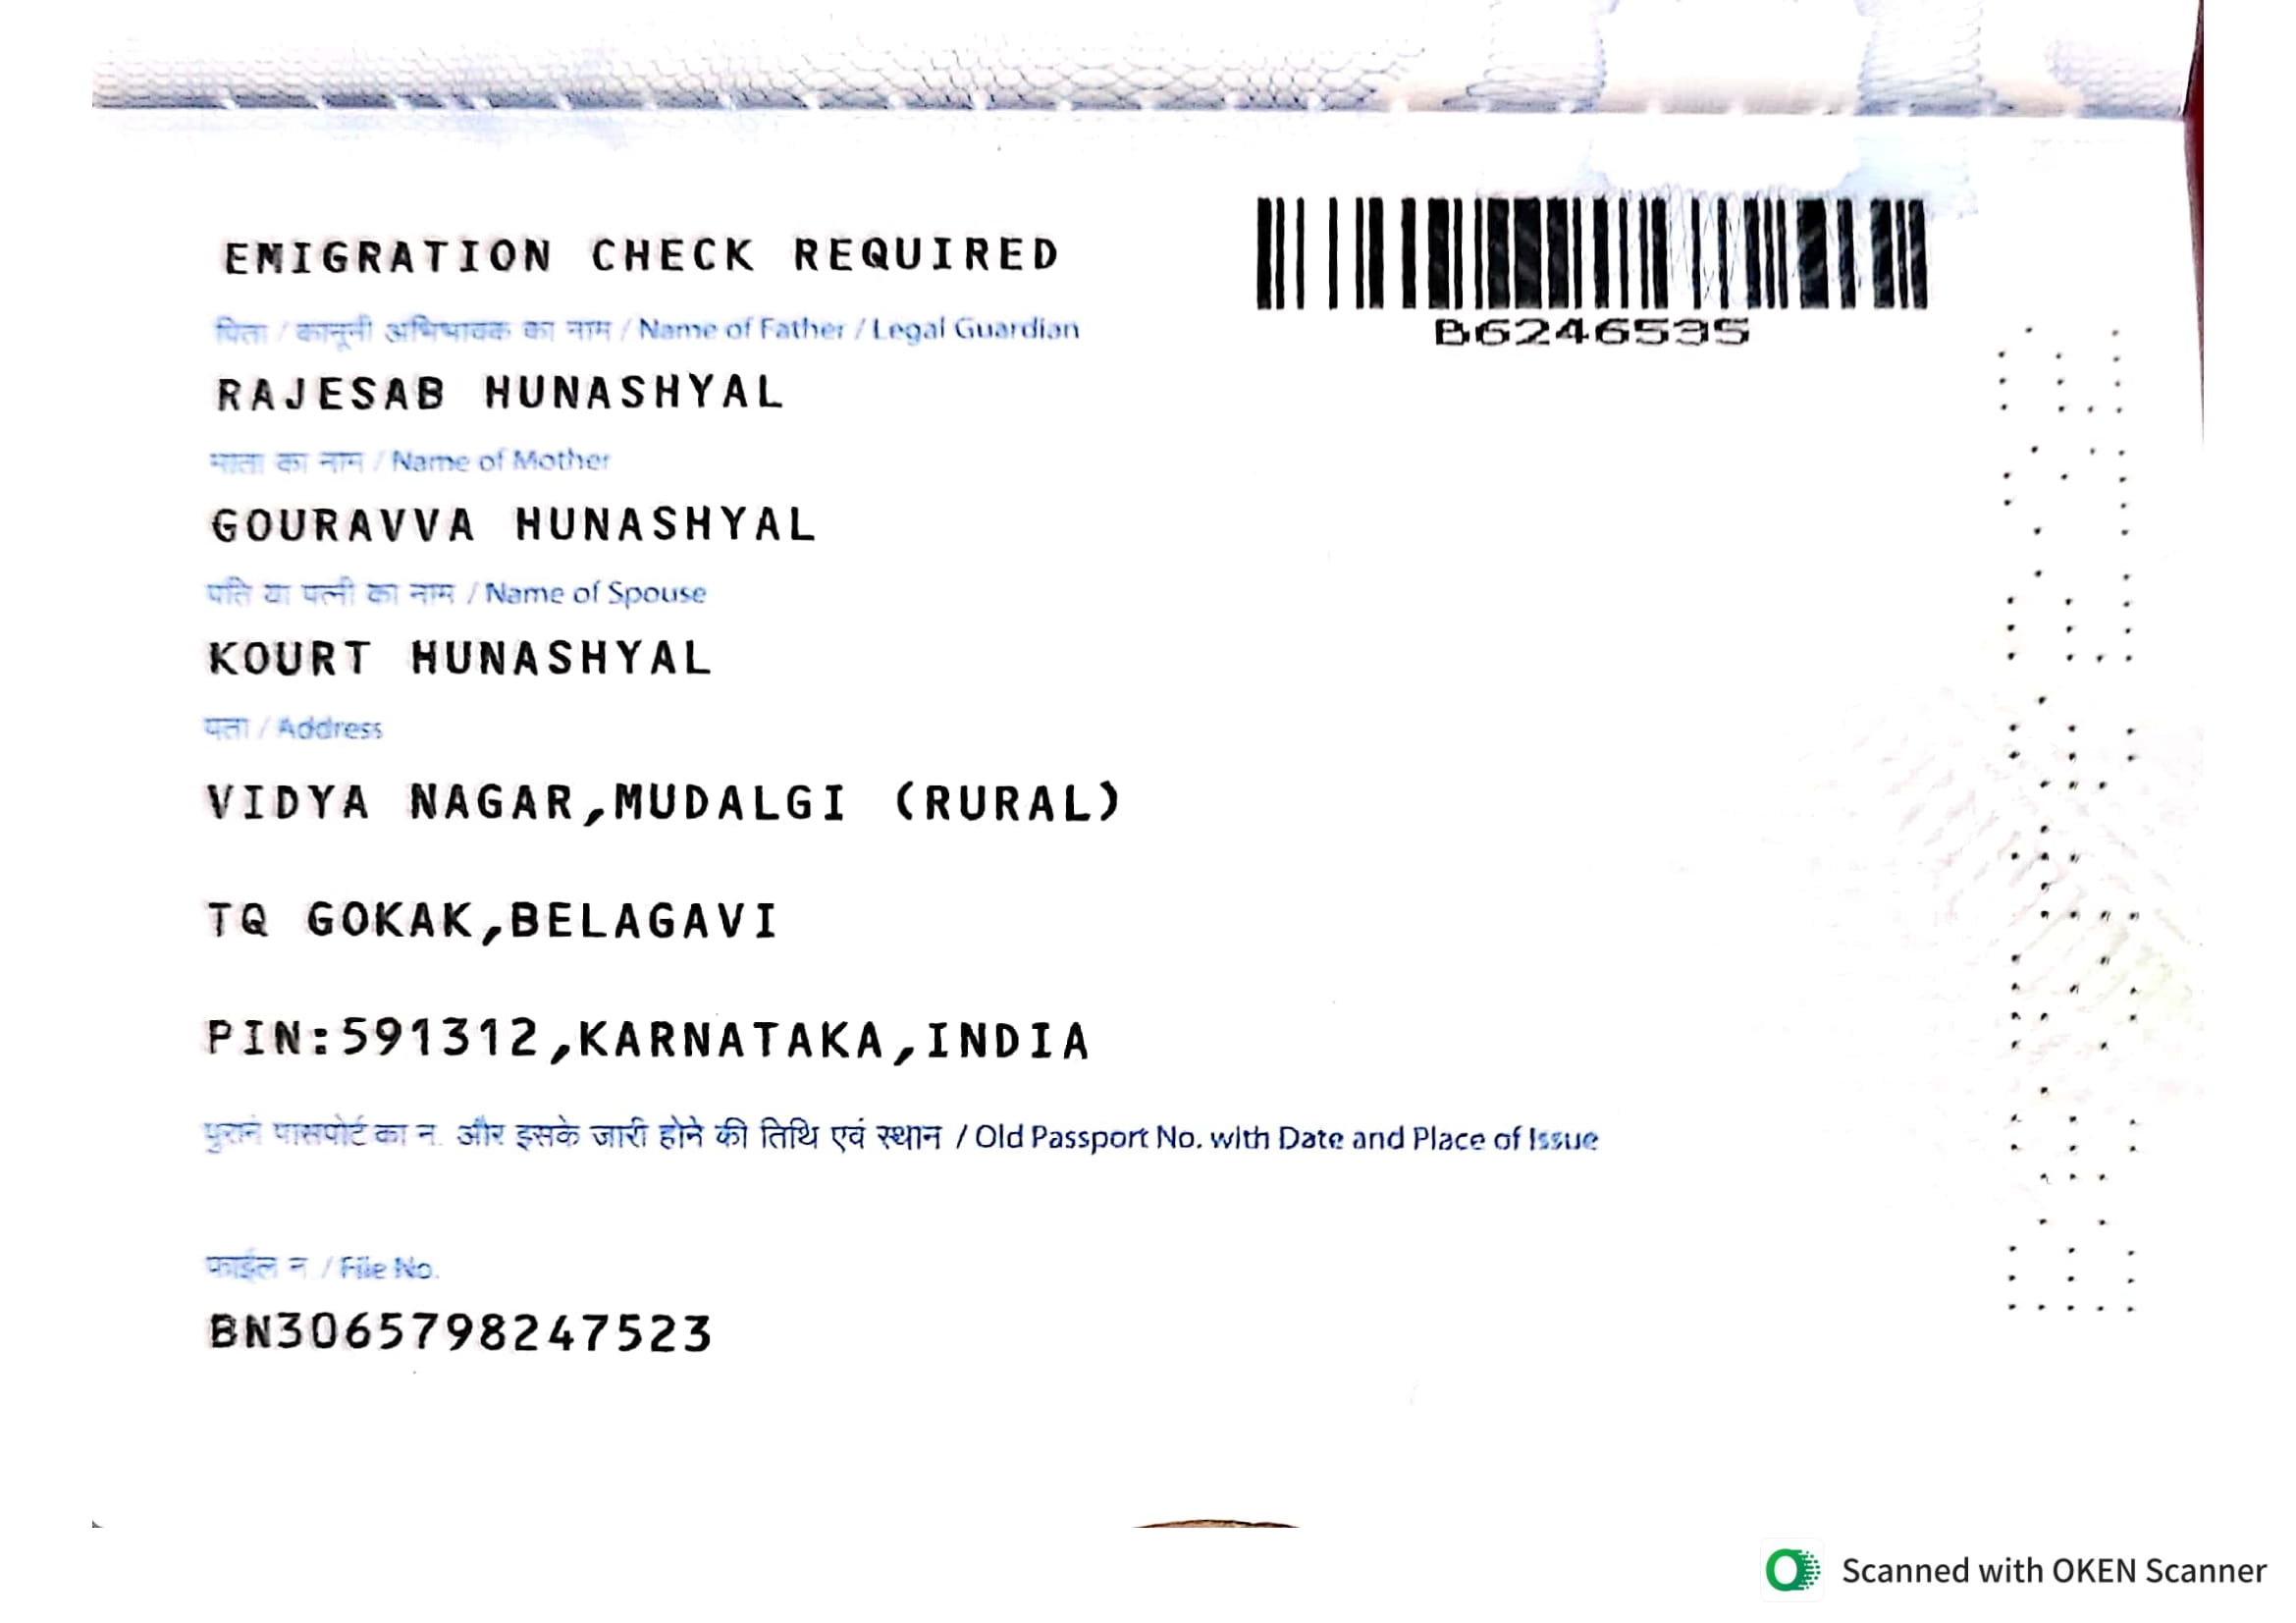 EMIGRATION CHECK REQUIRED
B6246535
पिता / कानूनी अभिभावक का नाम / Name of Father / Legal Guardian
RAJESAB HUNASHYAL
माता का नाम / Name of Mother
GOURAVVA HUNASHYAL
पति या पत्नी का नाम / Name of Spouse
KOURT HUNASHYAL
पता / Address
VIDYA NAGAR,MUDALGI (RURAL)
TQ GOKAK,BELAGAVI
PIN:591312,KARNATAKA,INDIA
पुराने पासपोर्ट का न. और इसके जारी होने की तिथि एवं स्थान / Old Passport No. with Date and Place of Issue
फाईल न / File No.
BN3065798247523
Scanned with OKEN Scanner